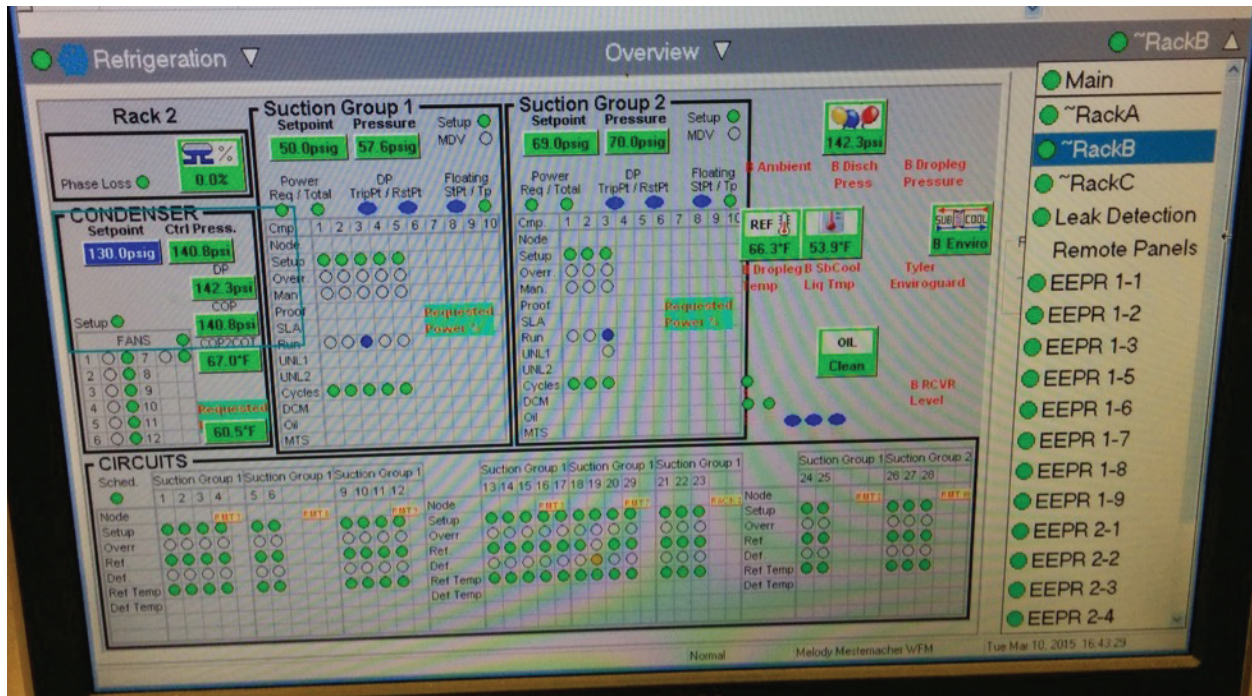 Refrigeration
Overview
~RackB
Rack 2
%
0.0%
Phase Loss
CONDENSER
Setpoint Ctrl Press.
130.0psig 140.8psi
DP
142.3psi
COP
Setup 140.8psi
FANS COP2COT
67.0°F
1 7
2 8
3 9
4 10 Requested
5 11
6 12 60.5°F
Suction Group 1
Setpoint Pressure Setup
50.0psig 57.6psig MDV
Power DP Floating
Req / Total TripPt / RstPt StPt / Tp
Cmp. 1 2 3 4 5 6 7 8 9 10
Node
Setup
Overr.
Man.
Proof Requested
SLA Power %
Run
UNL1
UNL2
Cycles
DCM
Oil
MTS
Suction Group 2
Setpoint Pressure Setup
69.0psig 70.0psig MDV
Power DP Floating
Req / Total TripPt / RstPt StPt / Tp
Cmp. 1 2 3 4 5 6 7 8 9 10
Node
Setup
Overr.
Man.
Proof Requested
SLA Power %
Run
UNL1
UNL2
Cycles
DCM
Oil
MTS
142.3psi
B Ambient B Disch Press B Dropleg Pressure
REF
66.3°F 53.9°F
SUB COOL
B Enviro
B Dropleg Temp B SbCool Liq Tmp Tyler Enviroguard
OIL
Clean
B RCVR Level
CIRCUITS
Sched.
Suction Group 1 Suction Group 1 Suction Group 1
1 2 3 4 5 6 9 10 11 12
Node
Setup
Overr
Ref
Def
Ref Temp
Def Temp
Suction Group 1 Suction Group 1 Suction Group 1
13 14 15 16 17 18 19 20 29 21 22 23
Node
Setup
Overr
Ref.
Def.
Ref Temp
Def Temp
Suction Group 1 Suction Group 2
24 25 26 27 28
Node
Setup
Overr
Ref
Def
Ref Temp
Def Temp
Main
~RackA
~RackB
~RackC
Leak Detection
Remote Panels
EEPR 1-1
EEPR 1-2
EEPR 1-3
EEPR 1-5
EEPR 1-6
EEPR 1-7
EEPR 1-8
EEPR 1-9
EEPR 2-1
EEPR 2-2
EEPR 2-3
EEPR 2-4
Normal Melody Mestemacher WFM Tue Mar 10, 2015 16:43:29